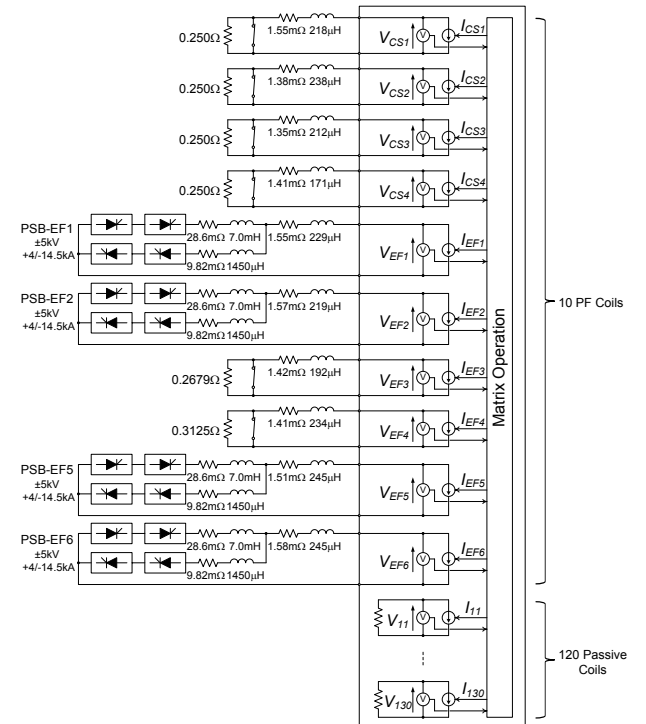 0.250Ω 1.55mΩ 218μH V_CS1 V I_CS1
0.250Ω 1.38mΩ 238μH V_CS2 V I_CS2
0.250Ω 1.35mΩ 212μH V_CS3 V I_CS3
0.250Ω 1.41mΩ 171μH V_CS4 V I_CS4
PSB-EF1
±5kV
+4/-14.5kA
28.6mΩ 7.0mH 1.55mΩ 229μH
9.82mΩ 1450μH
V_EF1 V I_EF1
PSB-EF2
±5kV
+4/-14.5kA
28.6mΩ 7.0mH 1.57mΩ 219μH
9.82mΩ 1450μH
V_EF2 V I_EF2
0.2679Ω 1.42mΩ 192μH V_EF3 V I_EF3
0.3125Ω 1.41mΩ 234μH V_EF4 V I_EF4
PSB-EF5
±5kV
+4/-14.5kA
28.6mΩ 7.0mH 1.51mΩ 245μH
9.82mΩ 1450μH
V_EF5 V I_EF5
PSB-EF6
±5kV
+4/-14.5kA
28.6mΩ 7.0mH 1.58mΩ 245μH
9.82mΩ 1450μH
V_EF6 V I_EF6
V_11 V I_11
V_130 V I_130
Matrix Operation
10 PF Coils
120 Passive
Coils